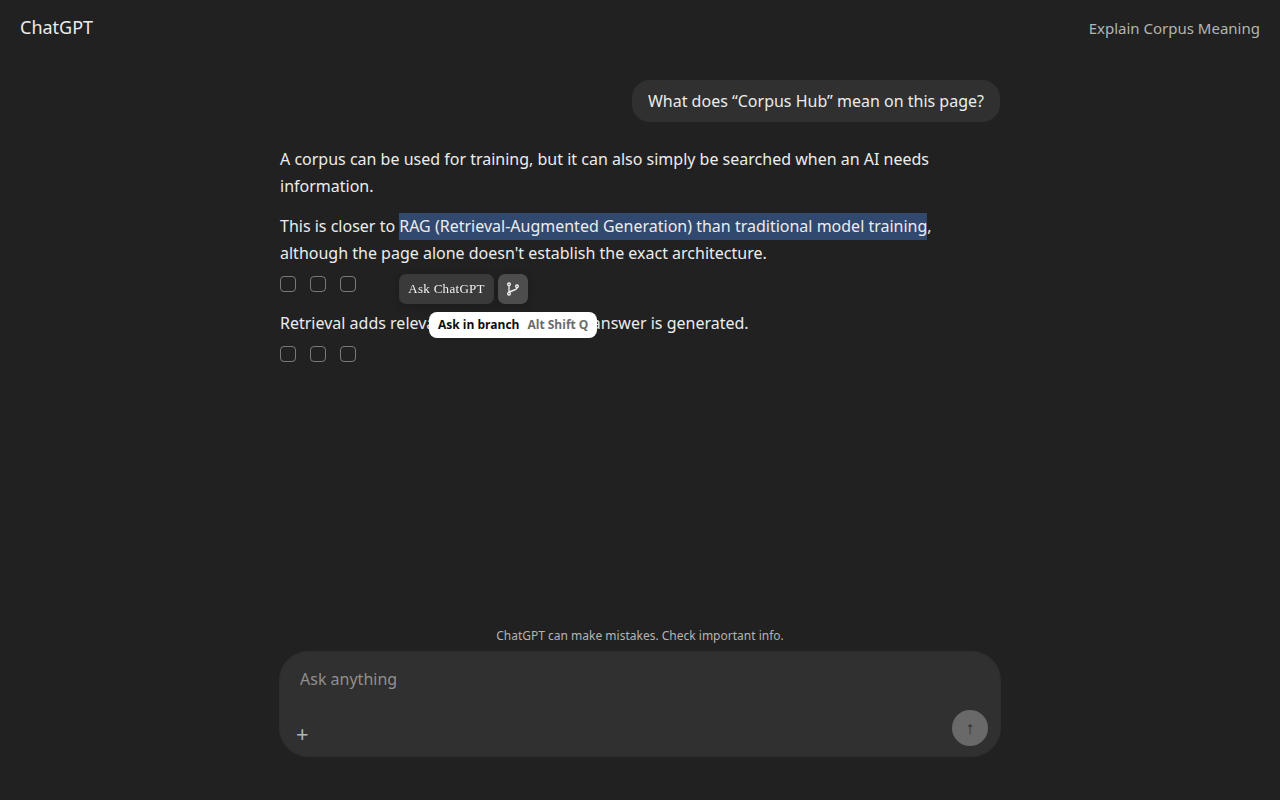 ChatGPT
Explain Corpus Meaning
What does “Corpus Hub” mean on this page?
A corpus can be used for training, but it can also simply be searched when an AI needs
information.
This is closer to RAG (Retrieval-Augmented Generation) than traditional model training,
although the page alone doesn't establish the exact architecture.
Ask ChatGPT
Retrieval adds answer is generated.
Ask in branch Alt Shift Q
ChatGPT can make mistakes. Check important info.
Ask anything
+
↑